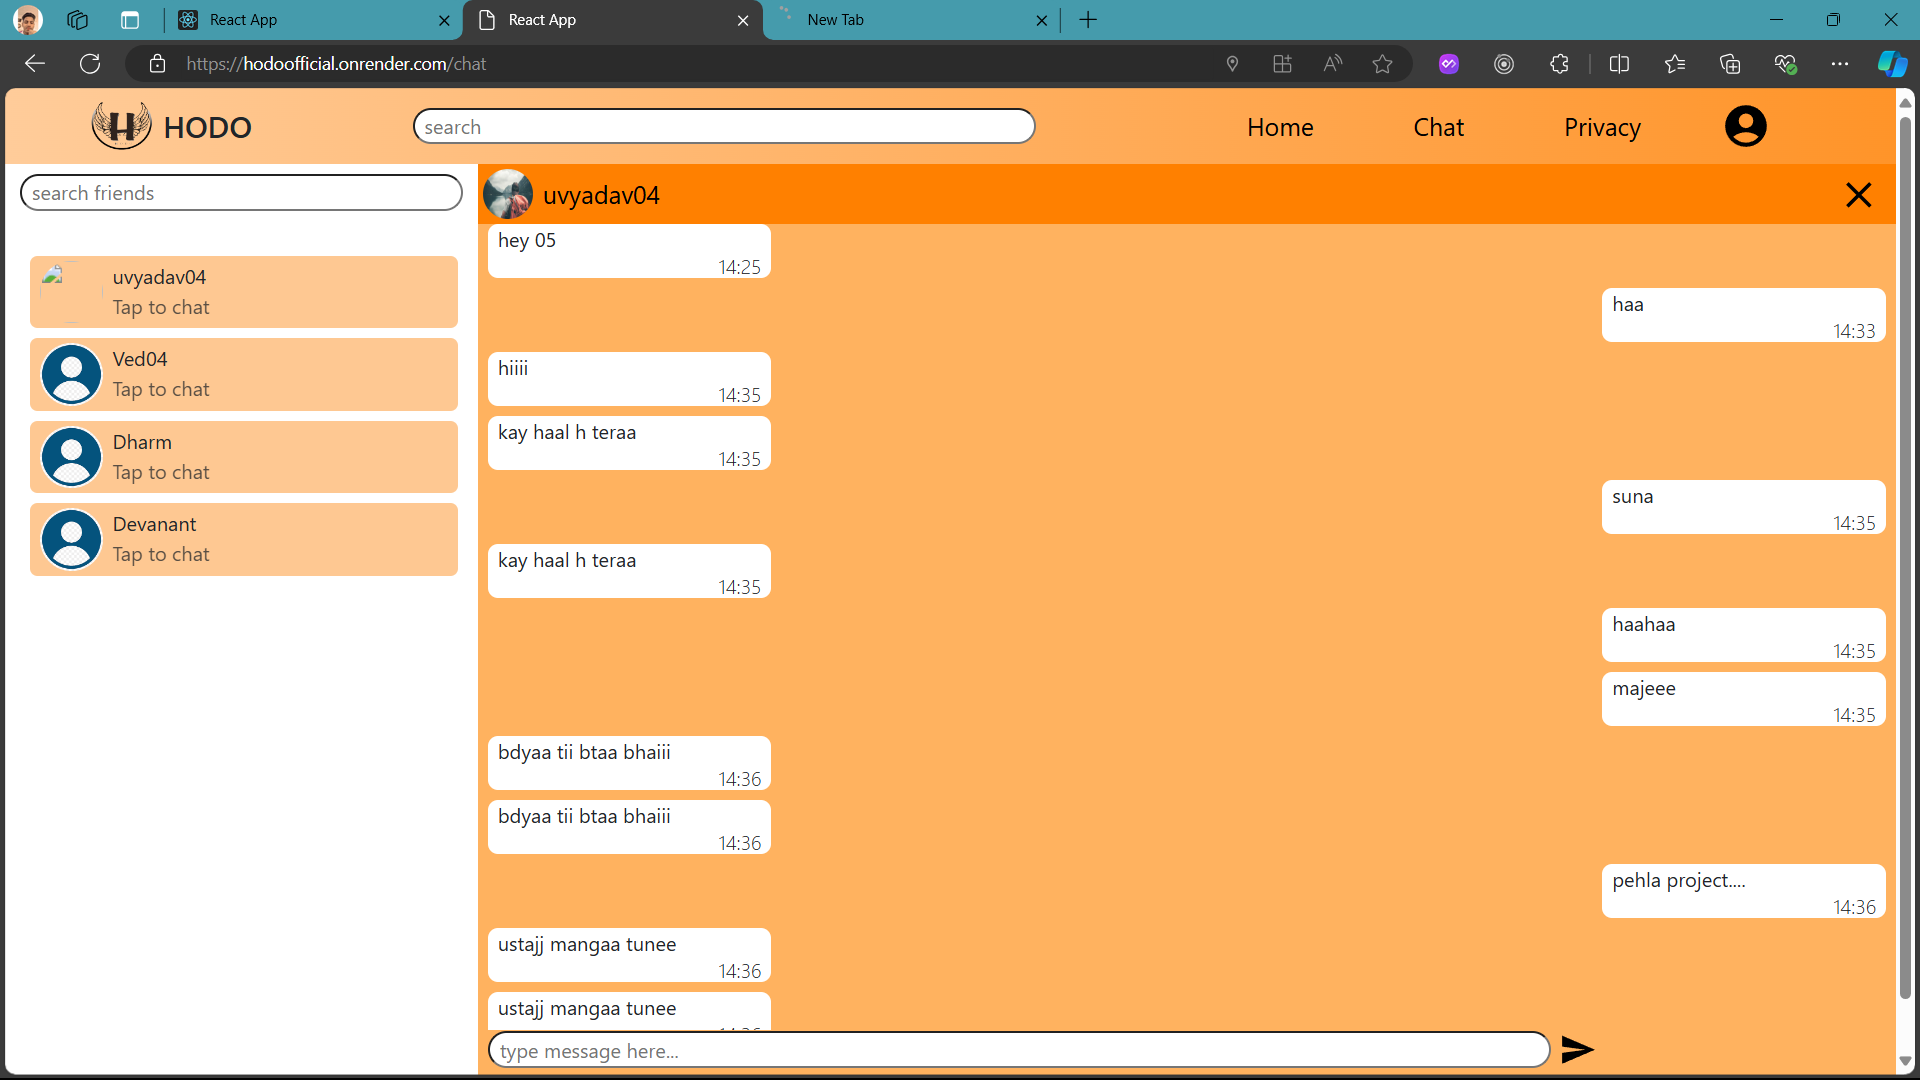 React App
React App
New Tab
https://hodoofficial.onrender.com/chat
H HODO
search
Home
Chat
Privacy
search friends
uvyadav04
Tap to chat
Ved04
Tap to chat
Dharm
Tap to chat
Devanant
Tap to chat
uvyadav04
hey 05
14:25
haa
14:33
hiiii
14:35
kay haal h teraa
14:35
suna
14:35
kay haal h teraa
14:35
haahaa
14:35
majeee
14:35
bdyaa tii btaa bhaiii
14:36
bdyaa tii btaa bhaiii
14:36
pehla project....
14:36
ustajj mangaa tunee
14:36
ustajj mangaa tunee
type message here...